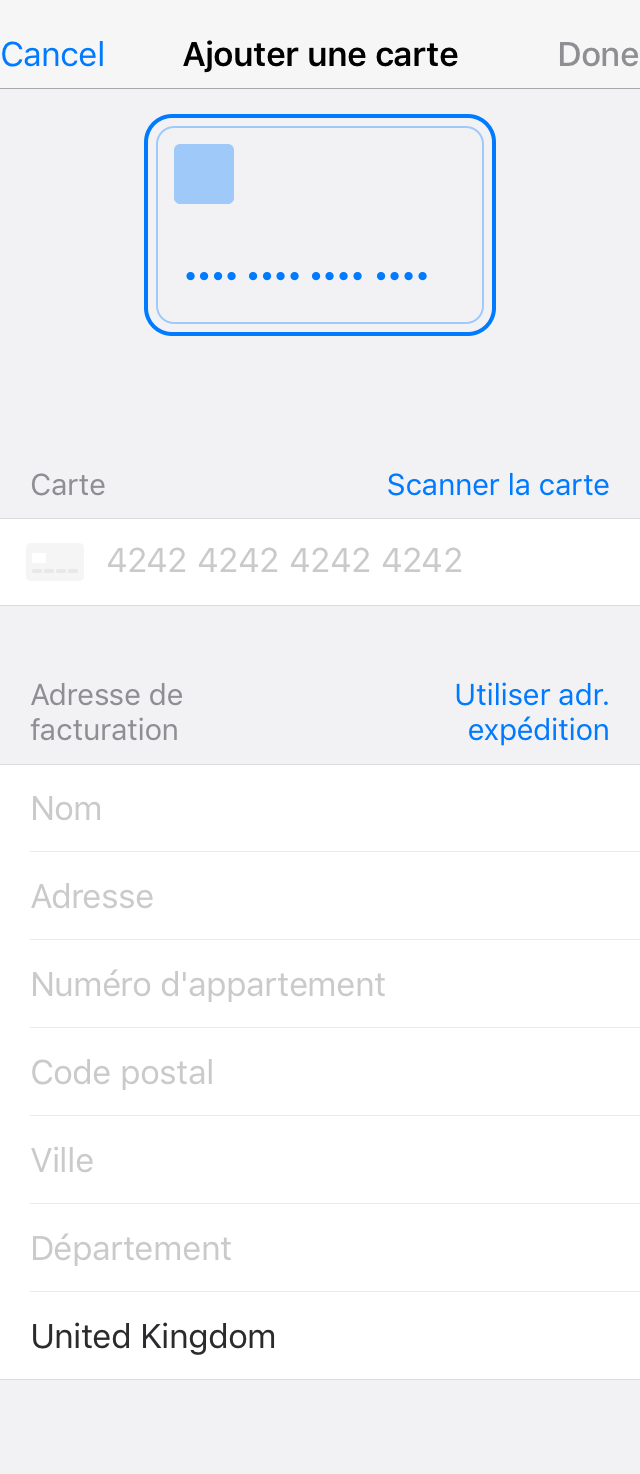 Cancel Ajouter une carte Done
•••• •••• •••• ••••
Carte Scanner la carte
4242 4242 4242 4242
Adresse de facturation
Utiliser adr. expédition
Nom
Adresse
Numéro d'appartement
Code postal
Ville
Département
United Kingdom